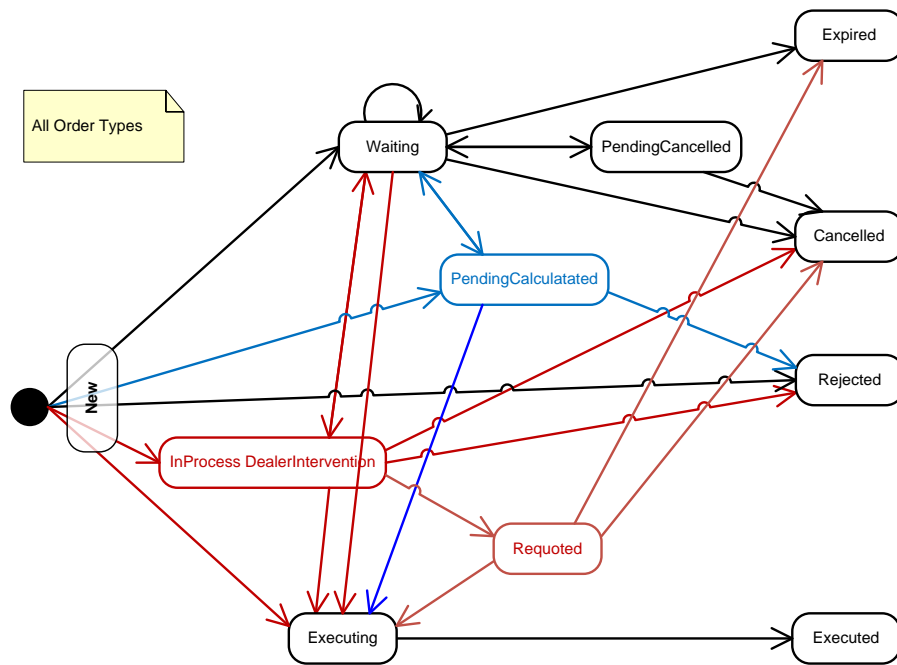 Expired
All Order Types
Waiting
PendingCancelled
Cancelled
PendingCalculatated
Rejected
New
InProcess DealerIntervention
Requoted
Executing
Executed